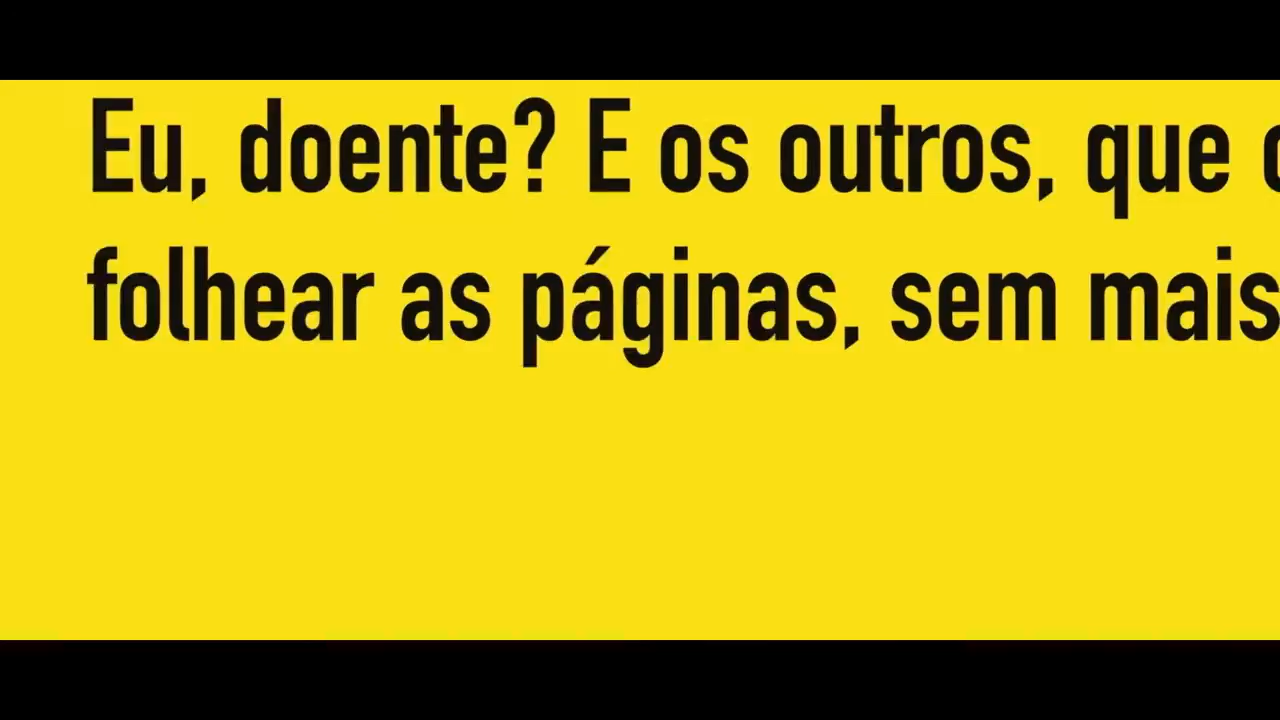 Eu, doente? E os outros, que
folhear as páginas, sem mais